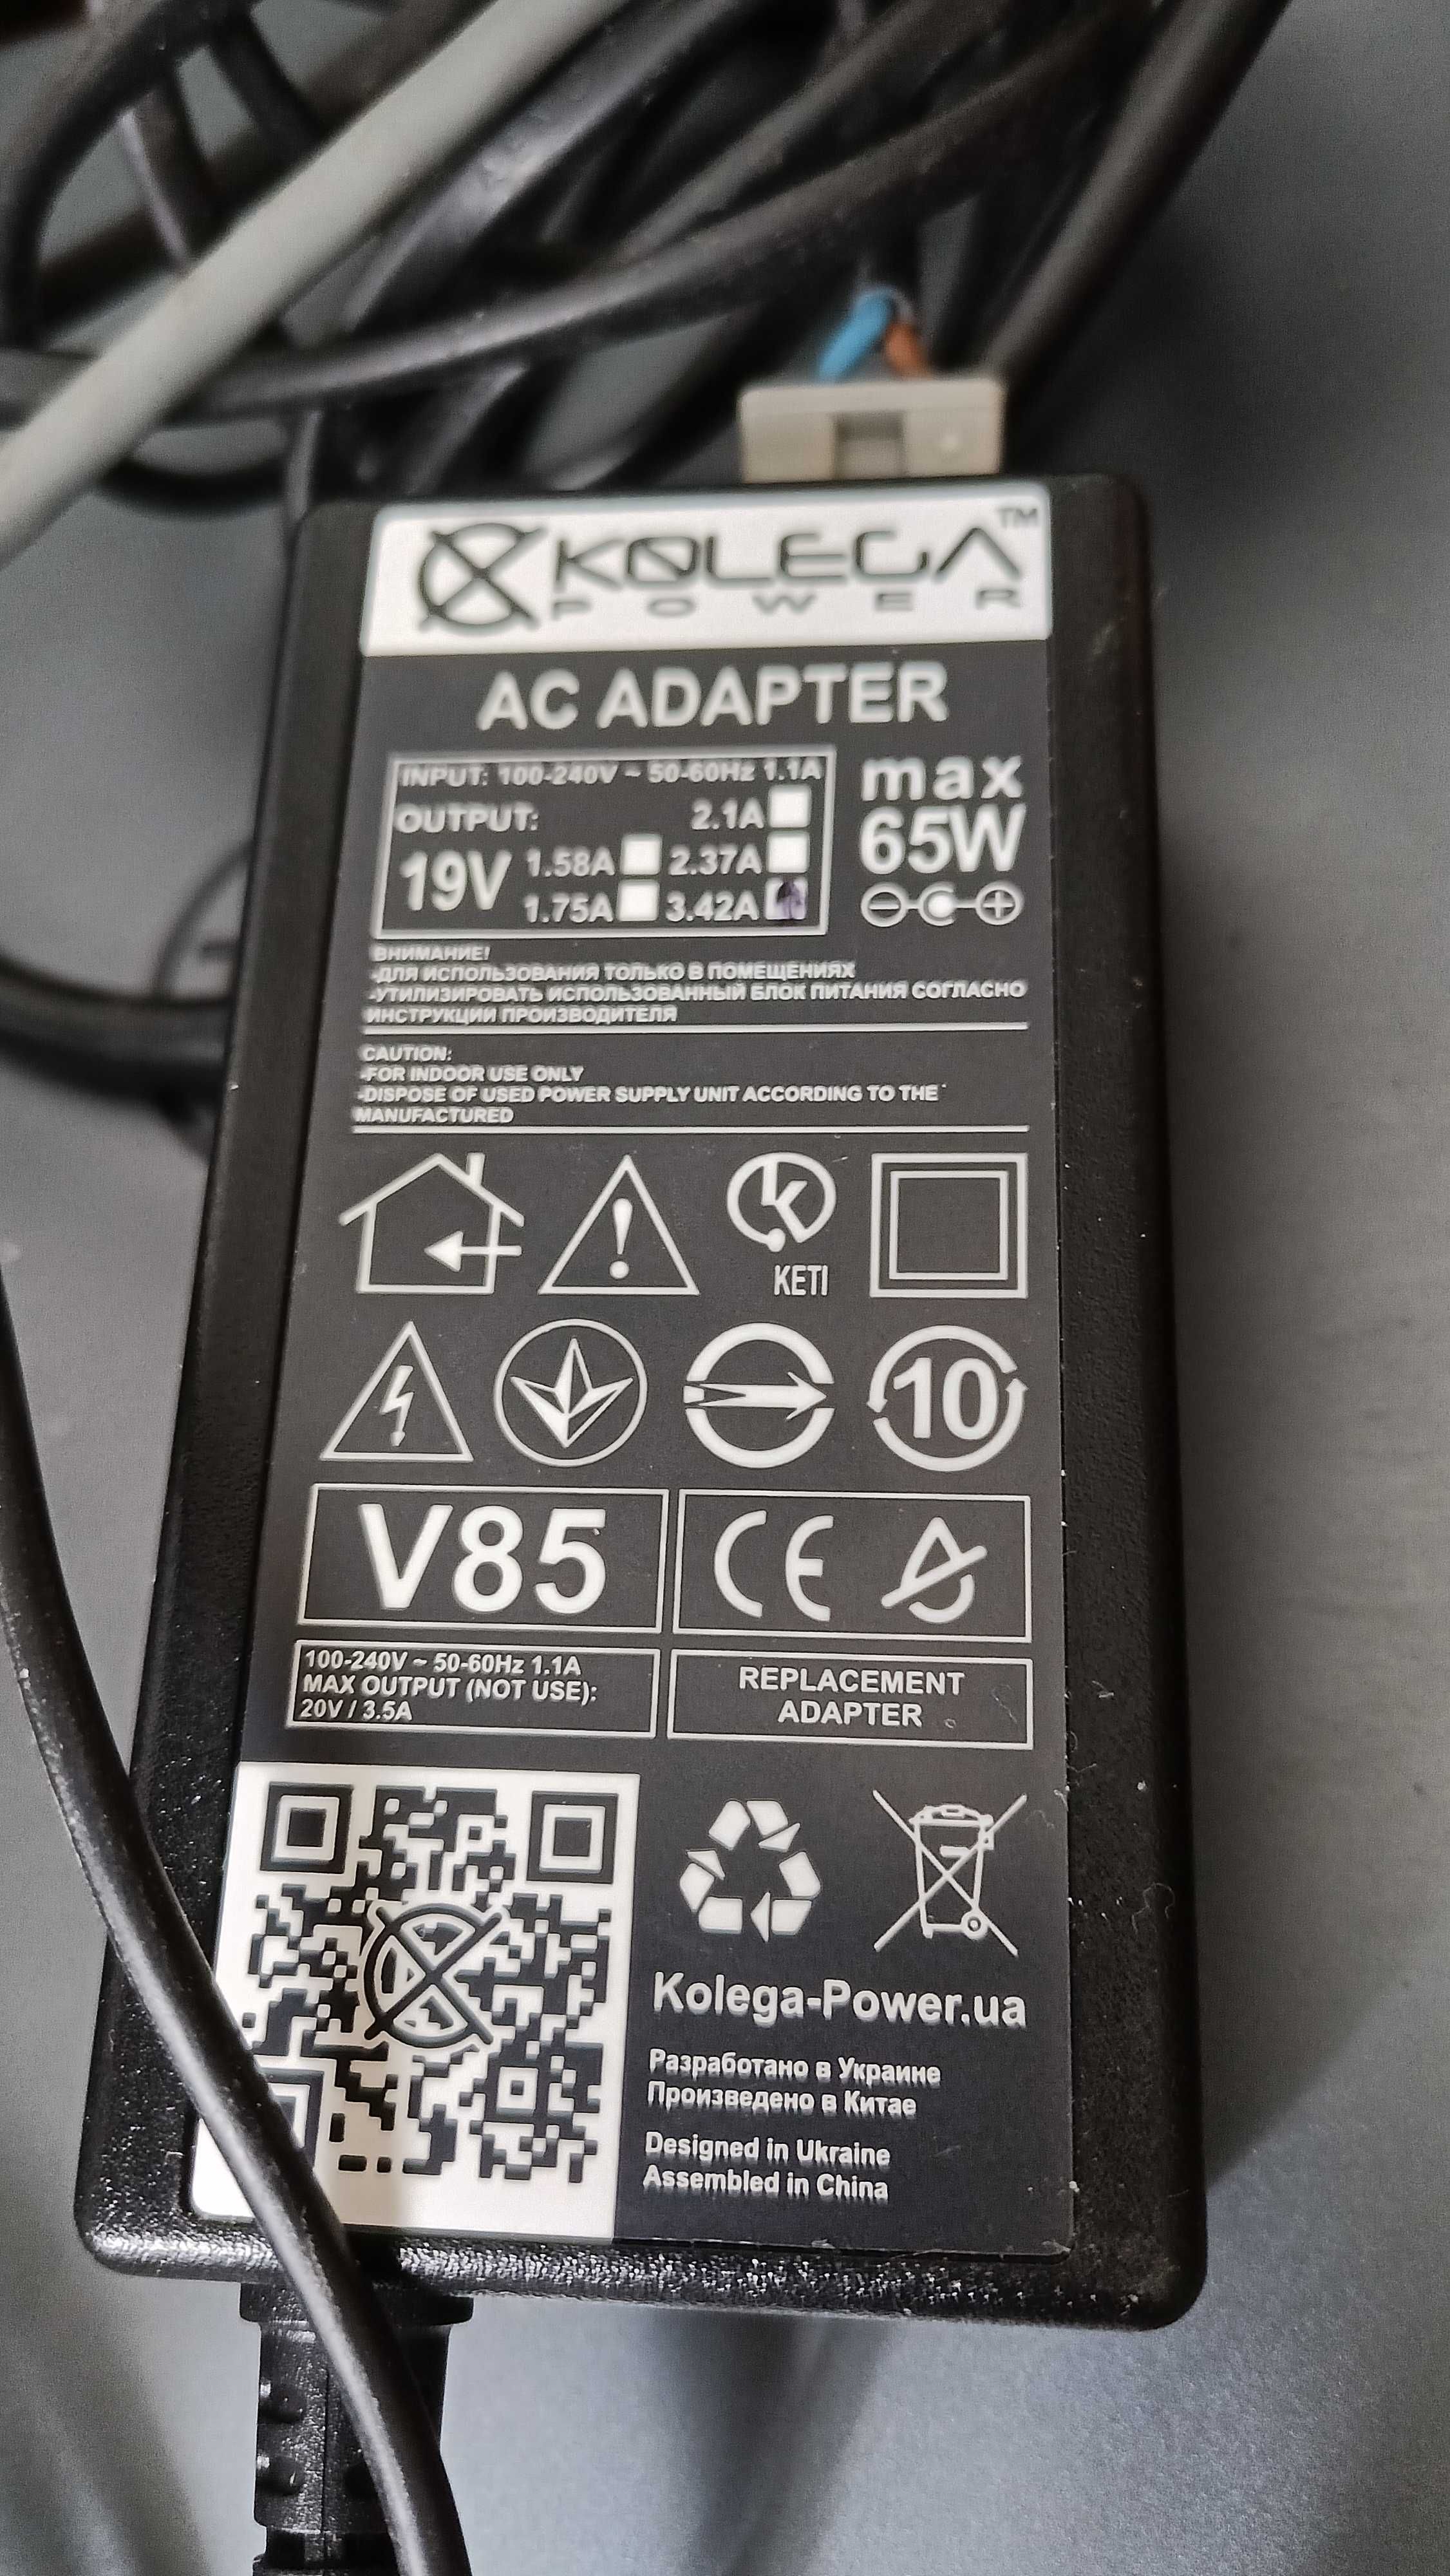 KOLEGA™
POWER
AC ADAPTER
INPUT: 100-240V ~ 50-60Hz 1.1A
OUTPUT:
2.1A
19V
1.58A
2.37A
1.75A
3.42A
max
65W
ВНИМАНИЕ!
-ДЛЯ ИСПОЛЬЗОВАНИЯ ТОЛЬКО В ПОМЕЩЕНИЯХ
-УТИЛИЗИРОВАТЬ ИСПОЛЬЗОВАННЫЙ БЛОК ПИТАНИЯ СОГЛАСНО
ИНСТРУКЦИИ ПРОИЗВОДИТЕЛЯ
CAUTION:
-FOR INDOOR USE ONLY
-DISPOSE OF USED POWER SUPPLY UNIT ACCORDING TO THE
MANUFACTURED
KETI
10
V85
CE
100-240V ~ 50-60Hz 1.1A
MAX OUTPUT (NOT USE):
20V / 3.5A
REPLACEMENT
ADAPTER
Kolega-Power.ua
Разработано в Украине
Произведено в Китае
Designed in Ukraine
Assembled in China